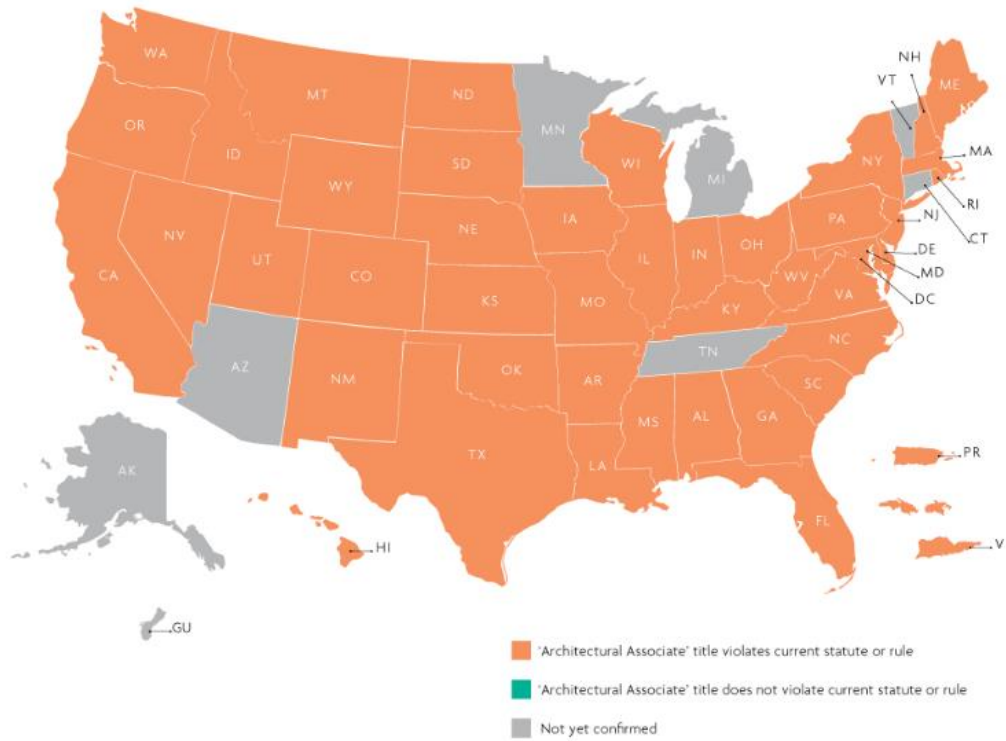 WA
MT
ND
MN
OR
ID
WY
SD
WI
MI
NY
VT
NH
ME
MA
RI
CT
NJ
DE
MD
DC
CA
NV
UT
CO
NE
IA
IL
IN
OH
PA
WV
VA
KS
MO
KY
AZ
NM
OK
AR
TN
NC
SC
TX
LA
MS
AL
GA
FL
AK
HI
GU
PR
V
'Architectural Associate' title violates current statute or rule
'Architectural Associate' title does not violate current statute or rule
Not yet confirmed